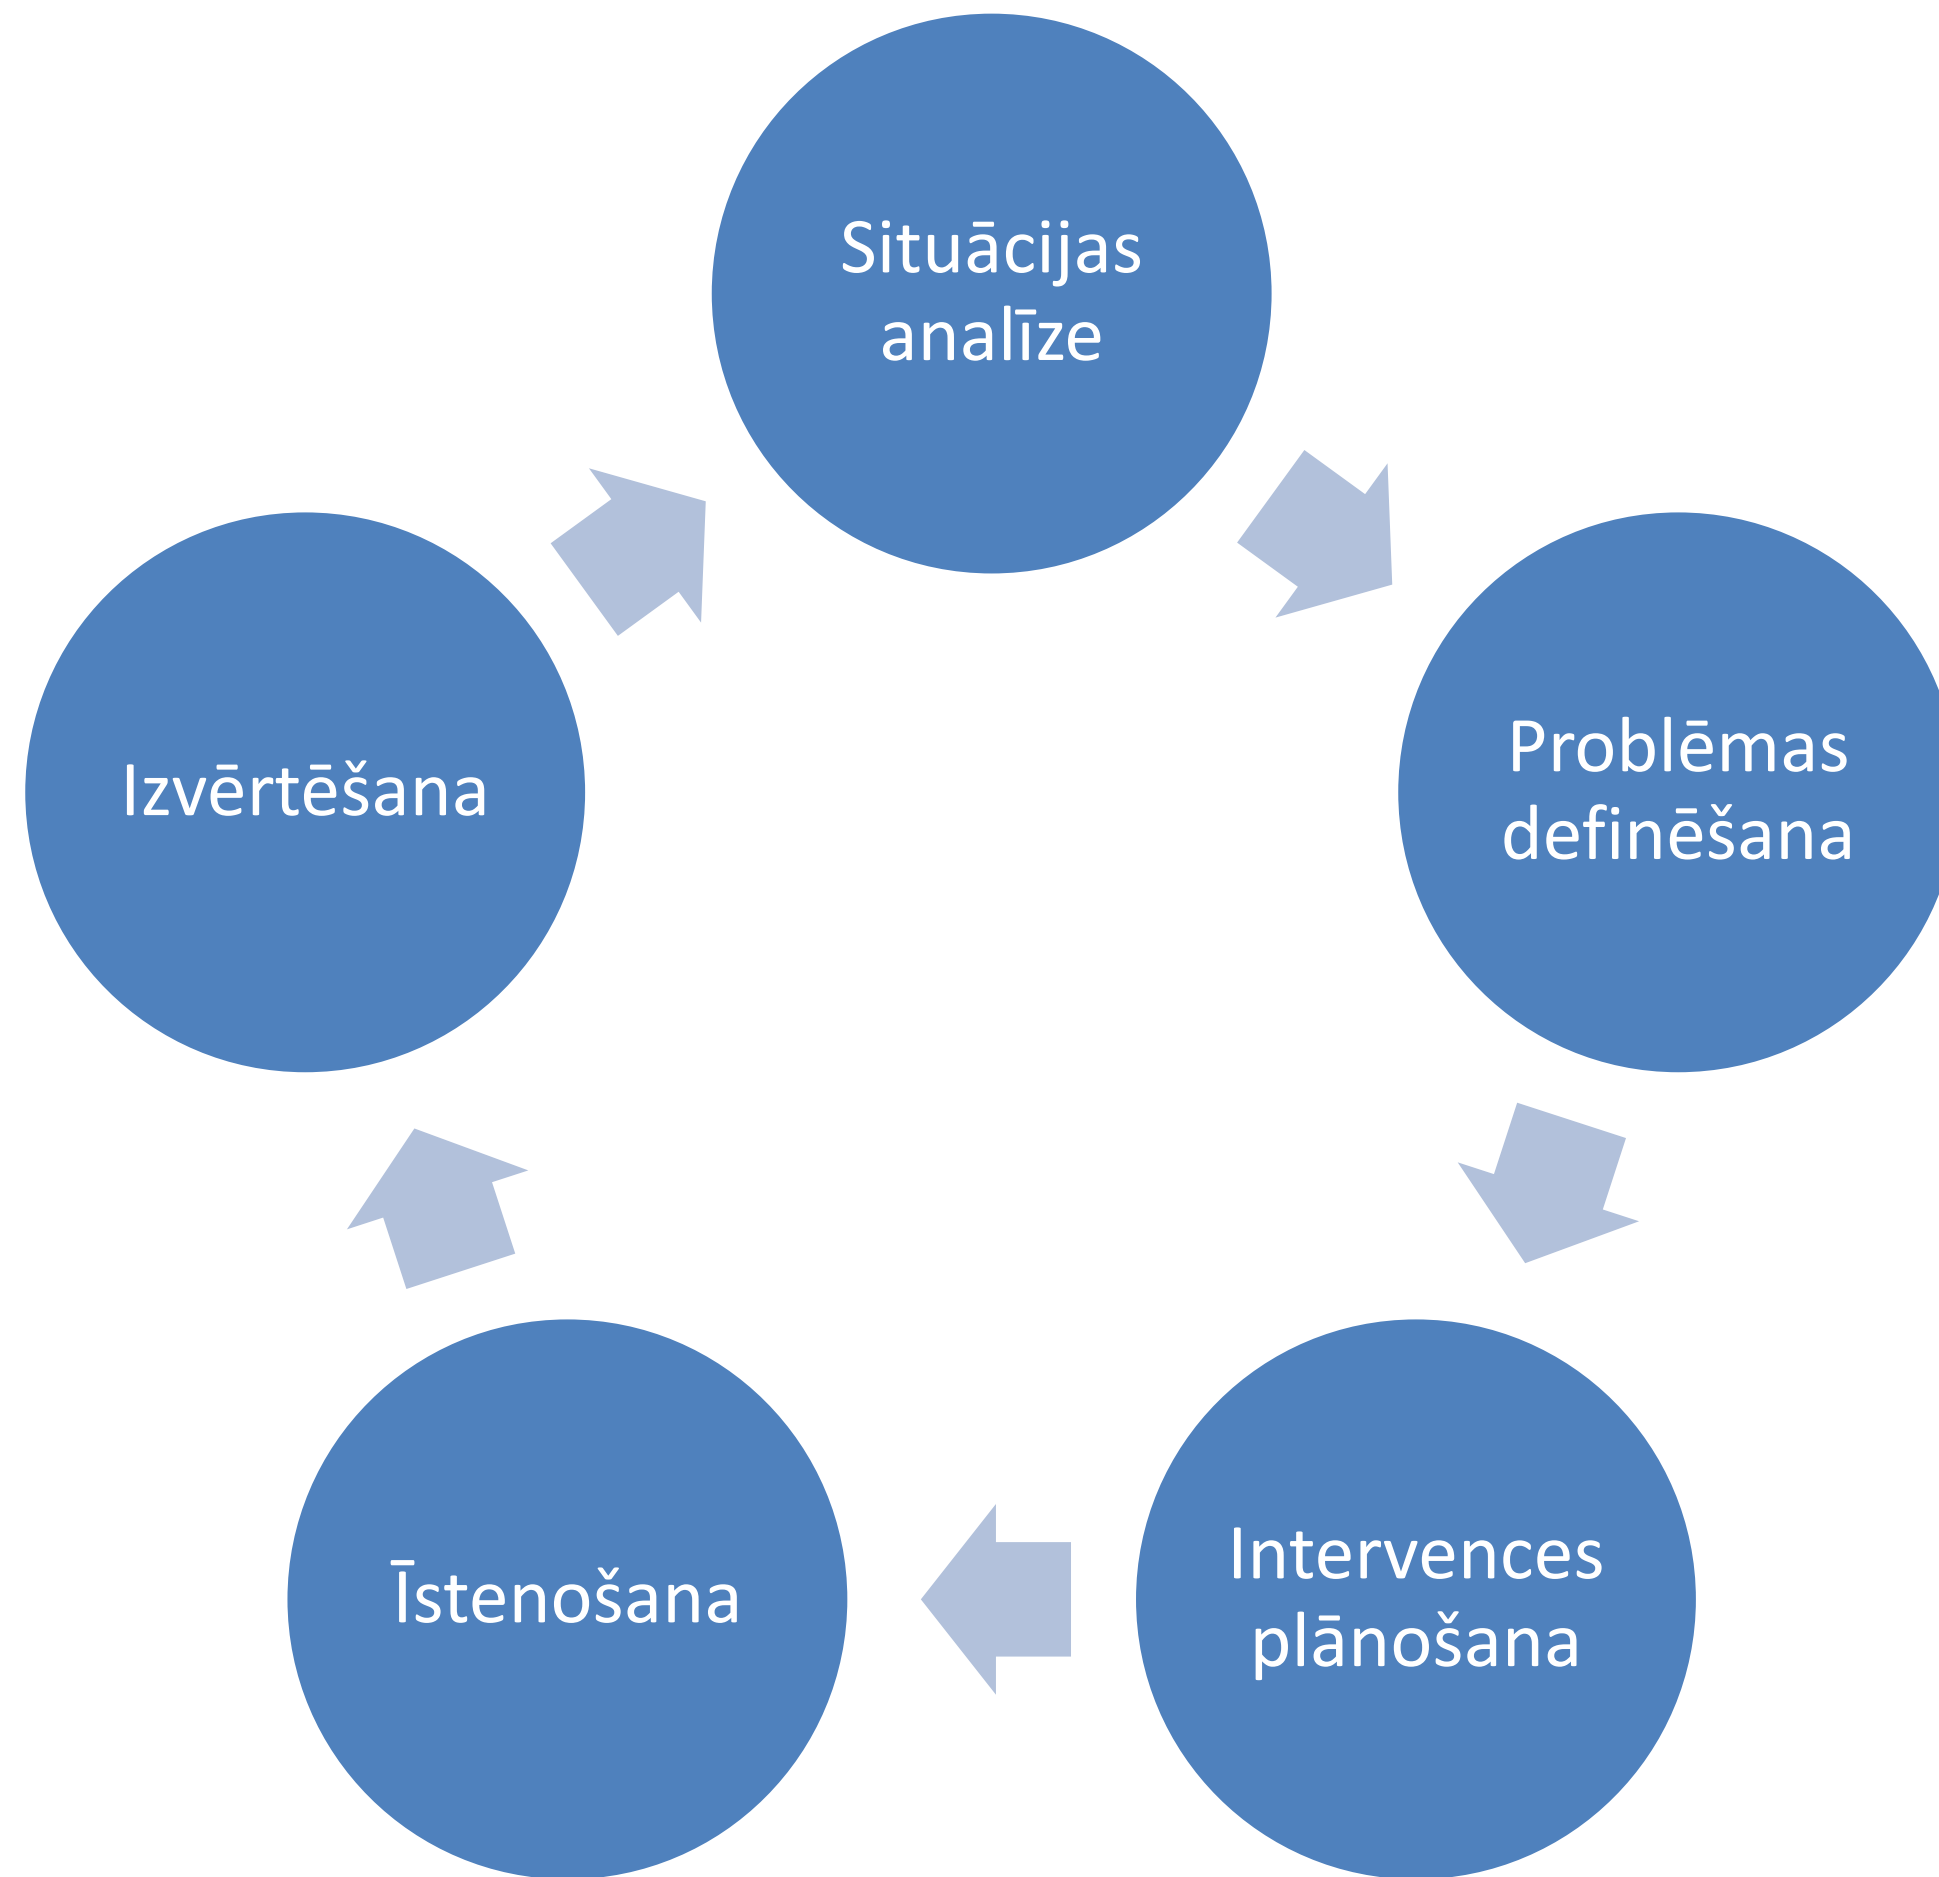 Situācijas
analīze
Problēmas
definēšana
Intervences
plānošana
Īstenošana
Izvērtēšana